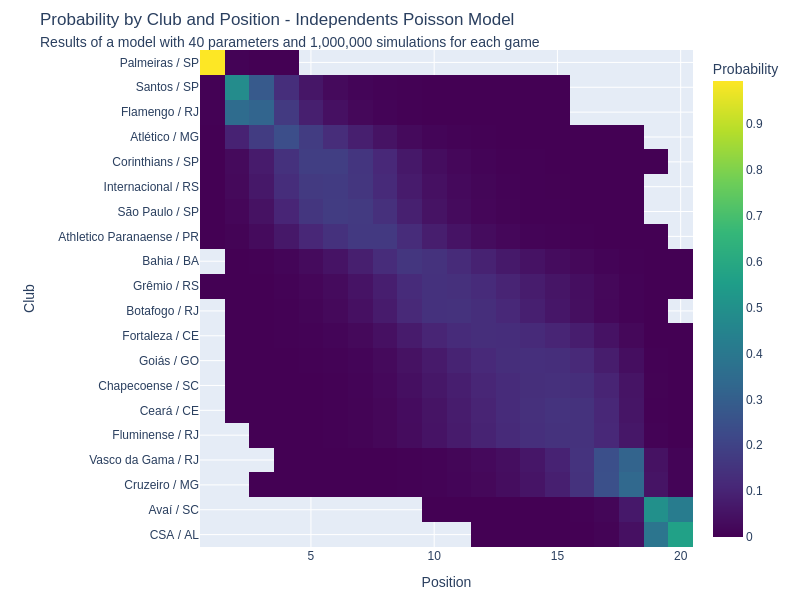 Probability by Club and Position - Independents Poisson Model
Results of a model with 40 parameters and 1,000,000 simulations for each game
Probability
Club
Palmeiras / SP
Santos / SP
Flamengo / RJ
Atlético / MG
Corinthians / SP
Internacional / RS
São Paulo / SP
Athletico Paranaense / PR
Bahia / BA
Grêmio / RS
Botafogo / RJ
Fortaleza / CE
Goiás / GO
Chapecoense / SC
Ceará / CE
Fluminense / RJ
Vasco da Gama / RJ
Cruzeiro / MG
Avaí / SC
CSA / AL
0.9
0.8
0.7
0.6
0.5
0.4
0.3
0.2
0.1
0
5
10
15
20
Position